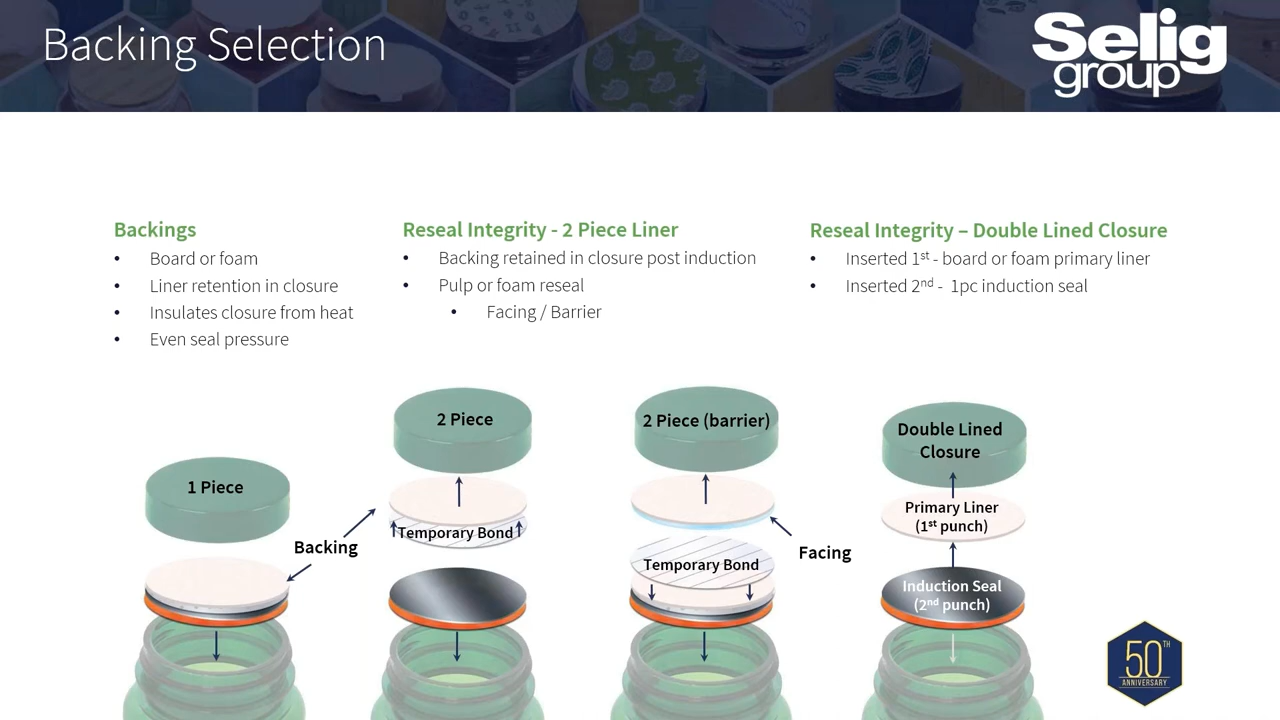 Backing Selection
Selig
group
Backings
• Board or foam
• Liner retention in closure
• Insulates closure from heat
• Even seal pressure
Reseal Integrity - 2 Piece Liner
• Backing retained in closure post induction
• Pulp or foam reseal
• Facing / Barrier
Reseal Integrity – Double Lined Closure
• Inserted 1st - board or foam primary liner
• Inserted 2nd - 1pc induction seal
1 Piece
Backing
2 Piece
Temporary Bond
2 Piece (barrier)
Temporary Bond
Facing
Double Lined
Closure
Primary Liner
(1st punch)
Induction Seal
(2nd punch)
50TH
ANNIVERSARY